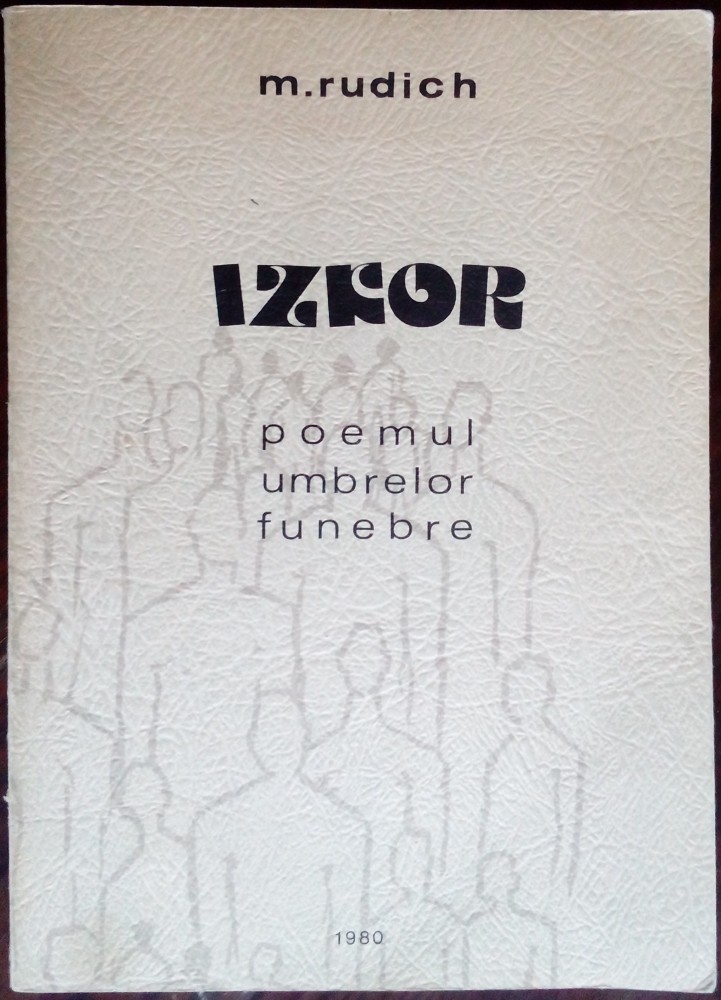 m.rudich
IZKOR
poemul
umbrelor
funebre
1980